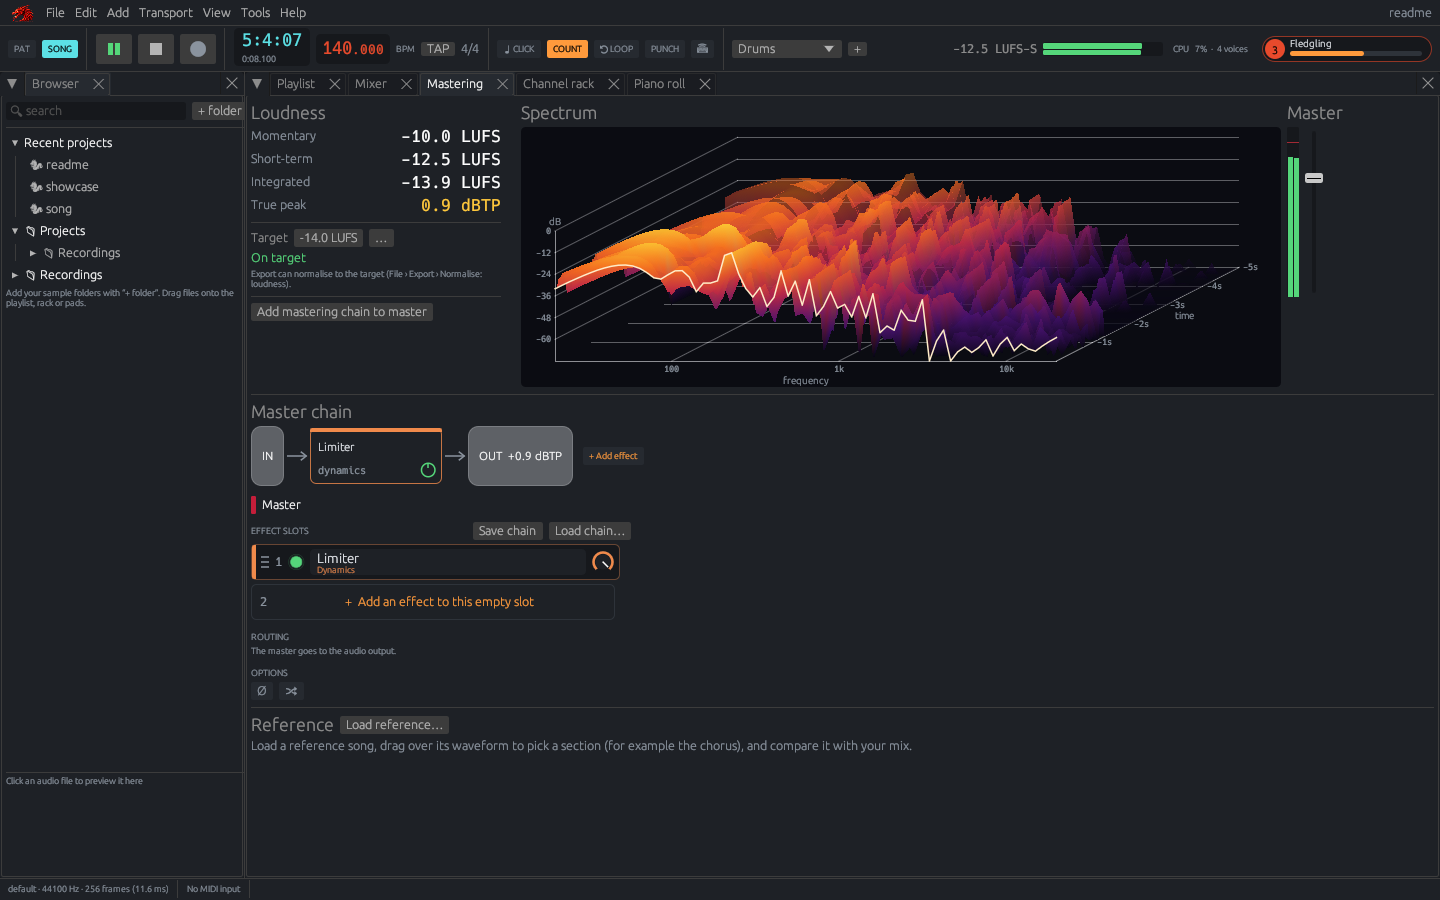 File Edit Add Transport View Tools Help
readme
PAT SONG
5:4:07
0:08.100
140.000 BPM TAP 4/4
CLICK COUNT LOOP PUNCH
Drums +
-12.5 LUFS-S
CPU 7% · 4 voices
3 Fledgling
Browser
Playlist Mixer Mastering Channel rack Piano roll
search + folder
Recent projects
readme
showcase
song
Projects
Recordings
Recordings
Add your sample folders with "+ folder". Drag files onto the
playlist, rack or pads.
Click an audio file to preview it here
Loudness
Momentary -10.0 LUFS
Short-term -12.5 LUFS
Integrated -13.9 LUFS
True peak 0.9 dBTP
Target -14.0 LUFS ...
On target
Export can normalise to the target (File › Export › Normalise:
loudness).
Add mastering chain to master
Spectrum
dB
0
-12
-24
-36
-48
-60
100 1k 10k
frequency
-5s
-4s
-3s
time
-2s
-1s
Master
Master chain
IN
Limiter
dynamics
OUT +0.9 dBTP
+ Add effect
Master
EFFECT SLOTS Save chain Load chain...
1 Limiter
Dynamics
2 + Add an effect to this empty slot
ROUTING
The master goes to the audio output.
OPTIONS
Ø
Reference Load reference...
Load a reference song, drag over its waveform to pick a section (for example the chorus), and compare it with your mix.
default · 44100 Hz · 256 frames (11.6 ms) No MIDI input